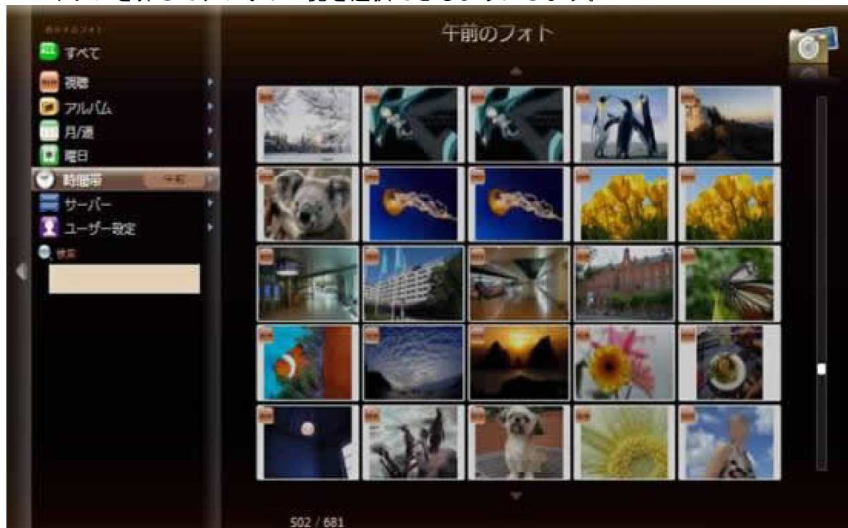 午前のフォト
すべて
視聴
アルバム
月/週
曜日
時間帯 午前
サーバー
ユーザー設定
検索
502 / 681